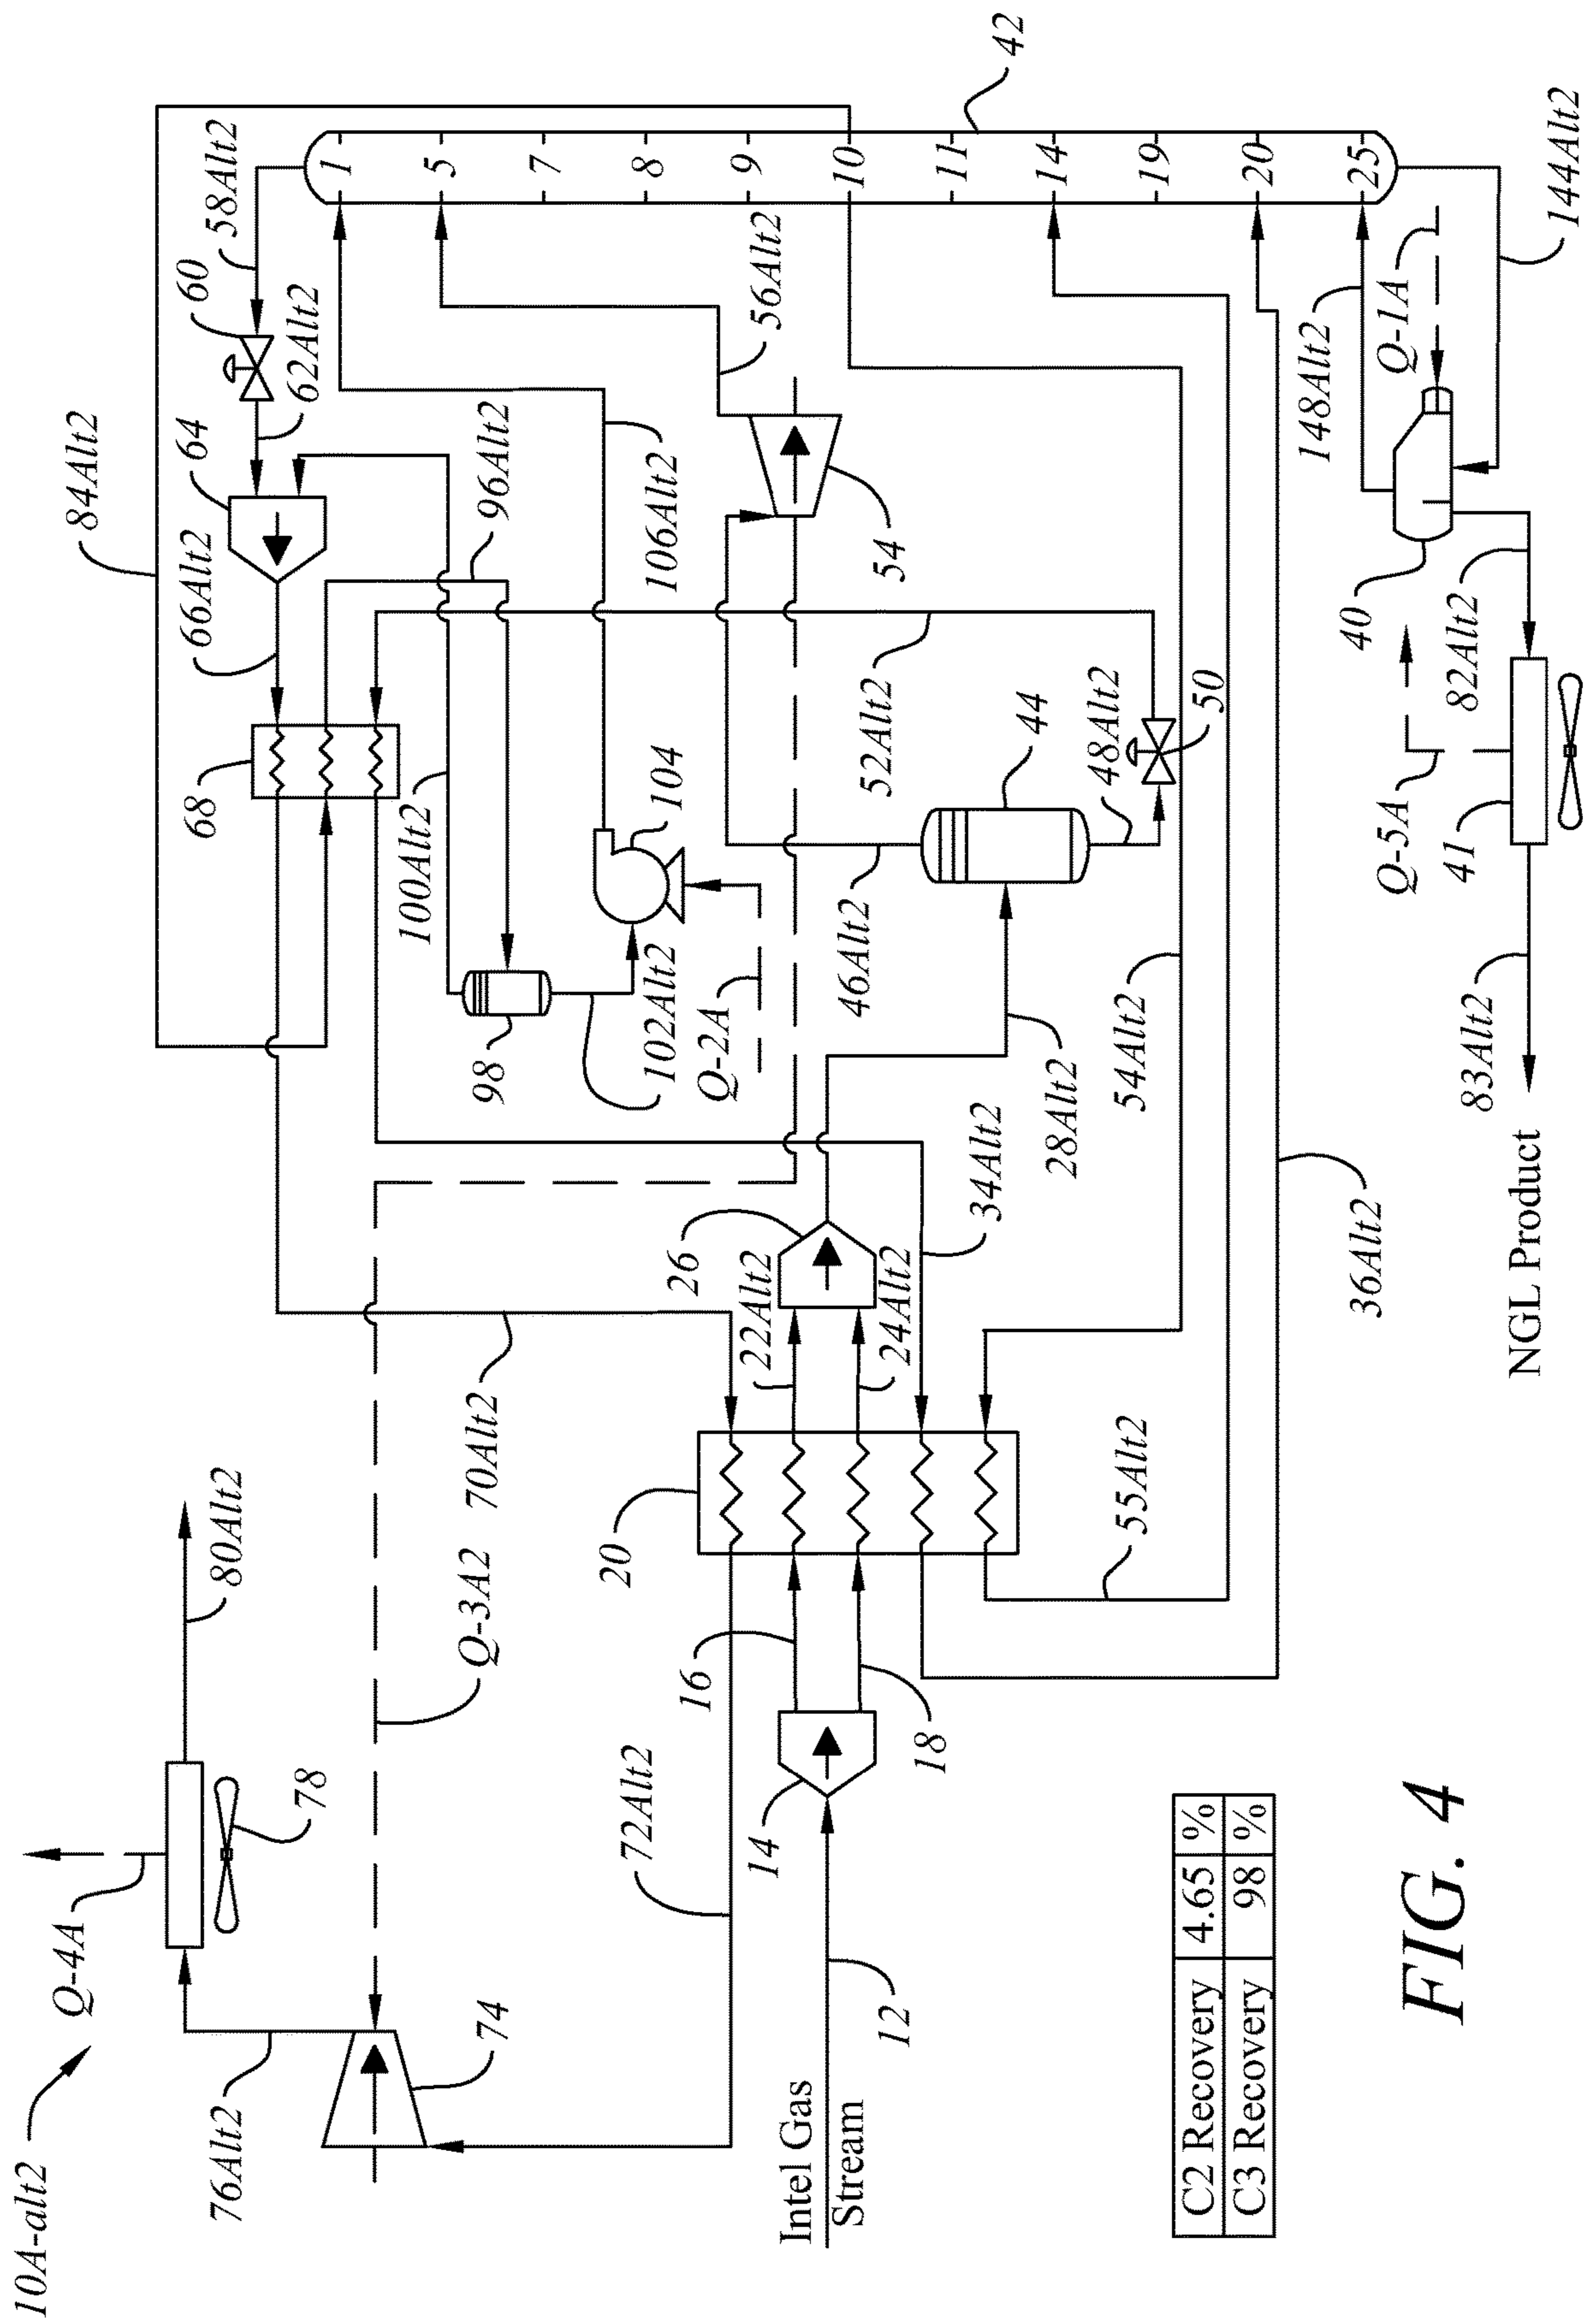 10A-alt2
Q-4A
76Alt2
78
80Alt2
74
Q-3A2
70Alt2
72Alt2
84Alt2
58Alt2
60
62Alt2
64
66Alt2
68
96Alt2
100Alt2
98
102Alt2
104
106Alt2
Q-2A
56Alt2
54
42
1
5
7
8
9
10
11
14
19
20
25
Intel Gas
Stream
12
14
16
18
20
22Alt2
24Alt2
26
28Alt2
34Alt2
44
46Alt2
48Alt2
50
52Alt2
54Alt2
55Alt2
36Alt2
148Alt2
Q-1A
144Alt2
40
82Alt2
Q-5A
41
83Alt2
NGL Product
C2 Recovery 4.65 %
C3 Recovery 98 %
FIG. 4